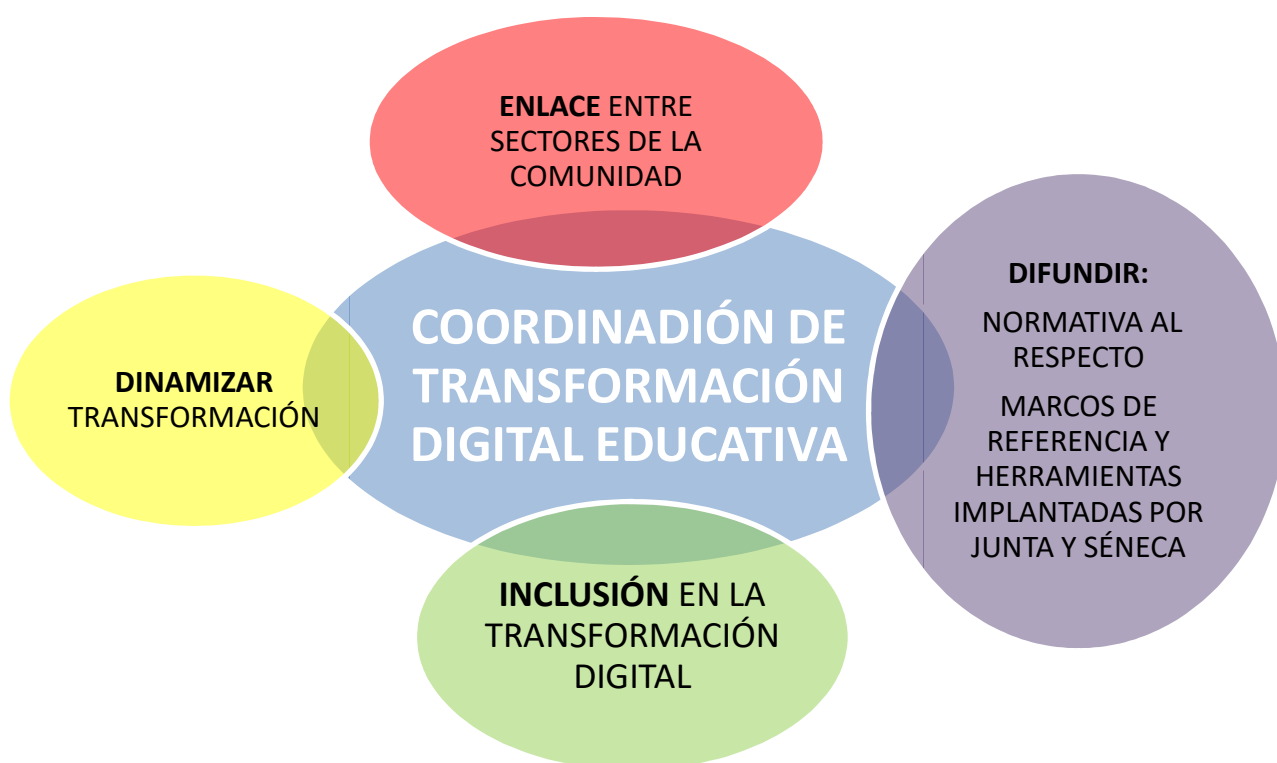 ENLACE ENTRE
SECTORES DE LA
COMUNIDAD
COORDINADIÓN DE
TRANSFORMACIÓN
DIGITAL EDUCATIVA
DIFUNDIR:
NORMATIVA AL
RESPECTO
MARCOS DE
REFERENCIA Y
HERRAMIENTAS
IMPLANTADAS POR
JUNTA Y SÉNECA
INCLUSIÓN EN LA
TRANSFORMACIÓN
DIGITAL
DINAMIZAR
TRANSFORMACIÓN